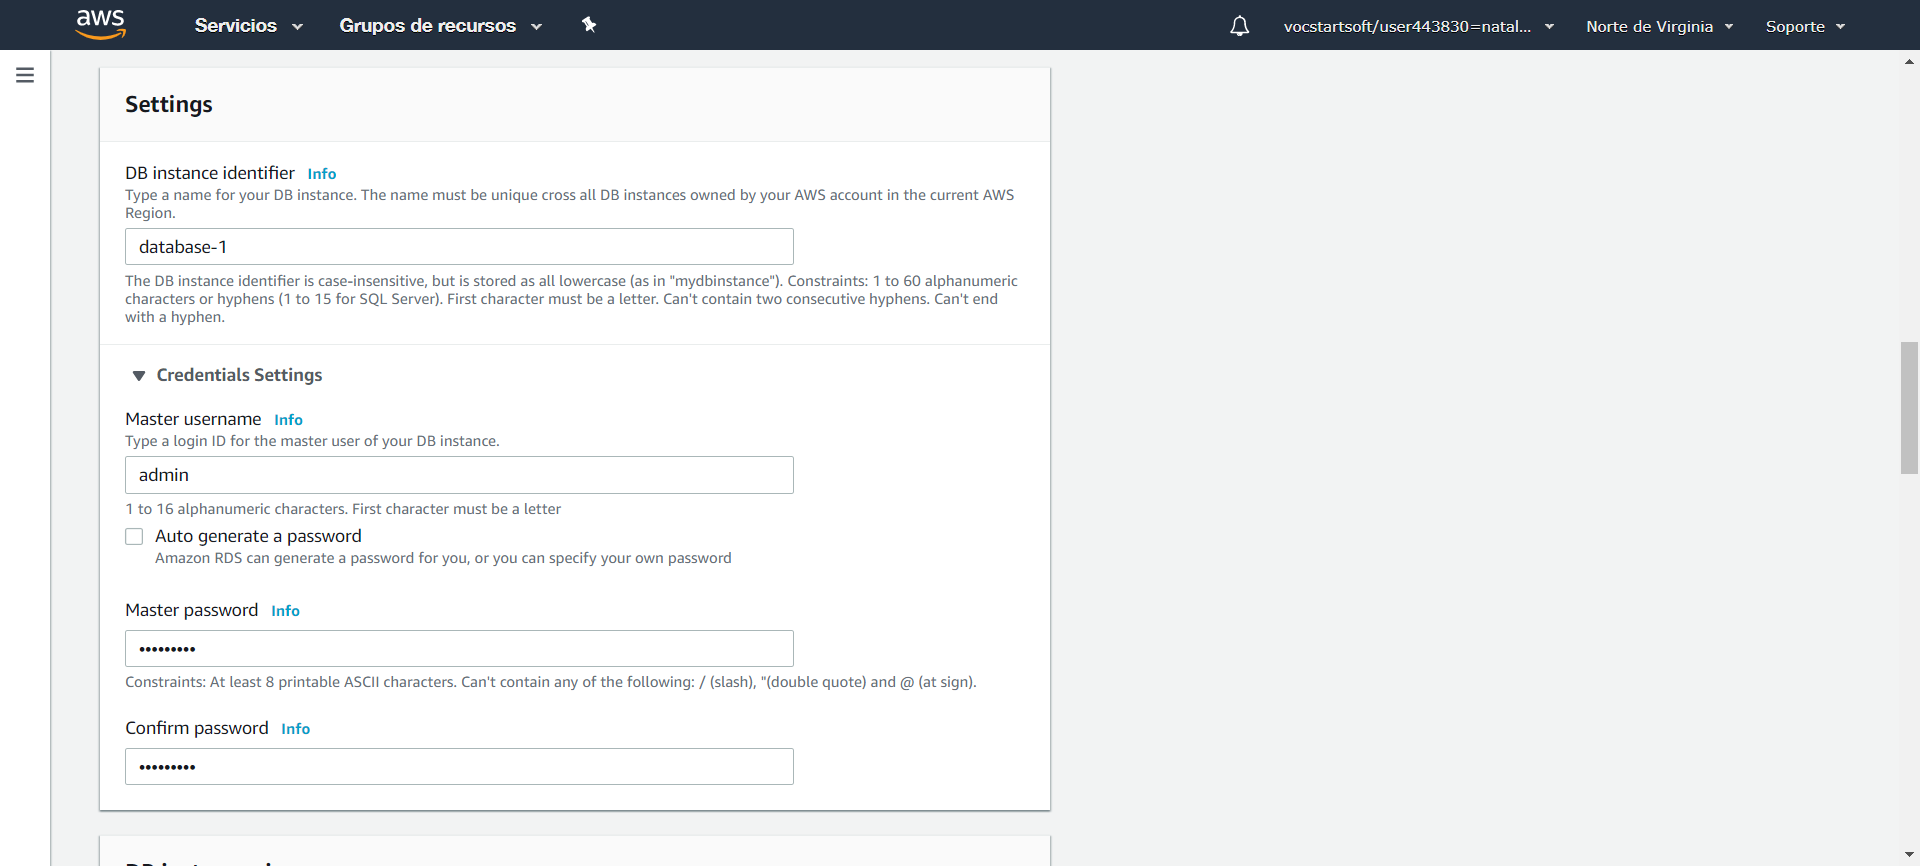 aws Servicios Grupos de recursos vocstartsoft/user443830=natal... Norte de Virginia Soporte
Settings
DB instance identifier Info
Type a name for your DB instance. The name must be unique cross all DB instances owned by your AWS account in the current AWS
Region.
database-1
The DB instance identifier is case-insensitive, but is stored as all lowercase (as in "mydbinstance"). Constraints: 1 to 60 alphanumeric
characters or hyphens (1 to 15 for SQL Server). First character must be a letter. Can't contain two consecutive hyphens. Can't end
with a hyphen.
Credentials Settings
Master username Info
Type a login ID for the master user of your DB instance.
admin
1 to 16 alphanumeric characters. First character must be a letter
Auto generate a password
Amazon RDS can generate a password for you, or you can specify your own password
Master password Info
•••••••••
Constraints: At least 8 printable ASCII characters. Can't contain any of the following: / (slash), "(double quote) and @ (at sign).
Confirm password Info
•••••••••